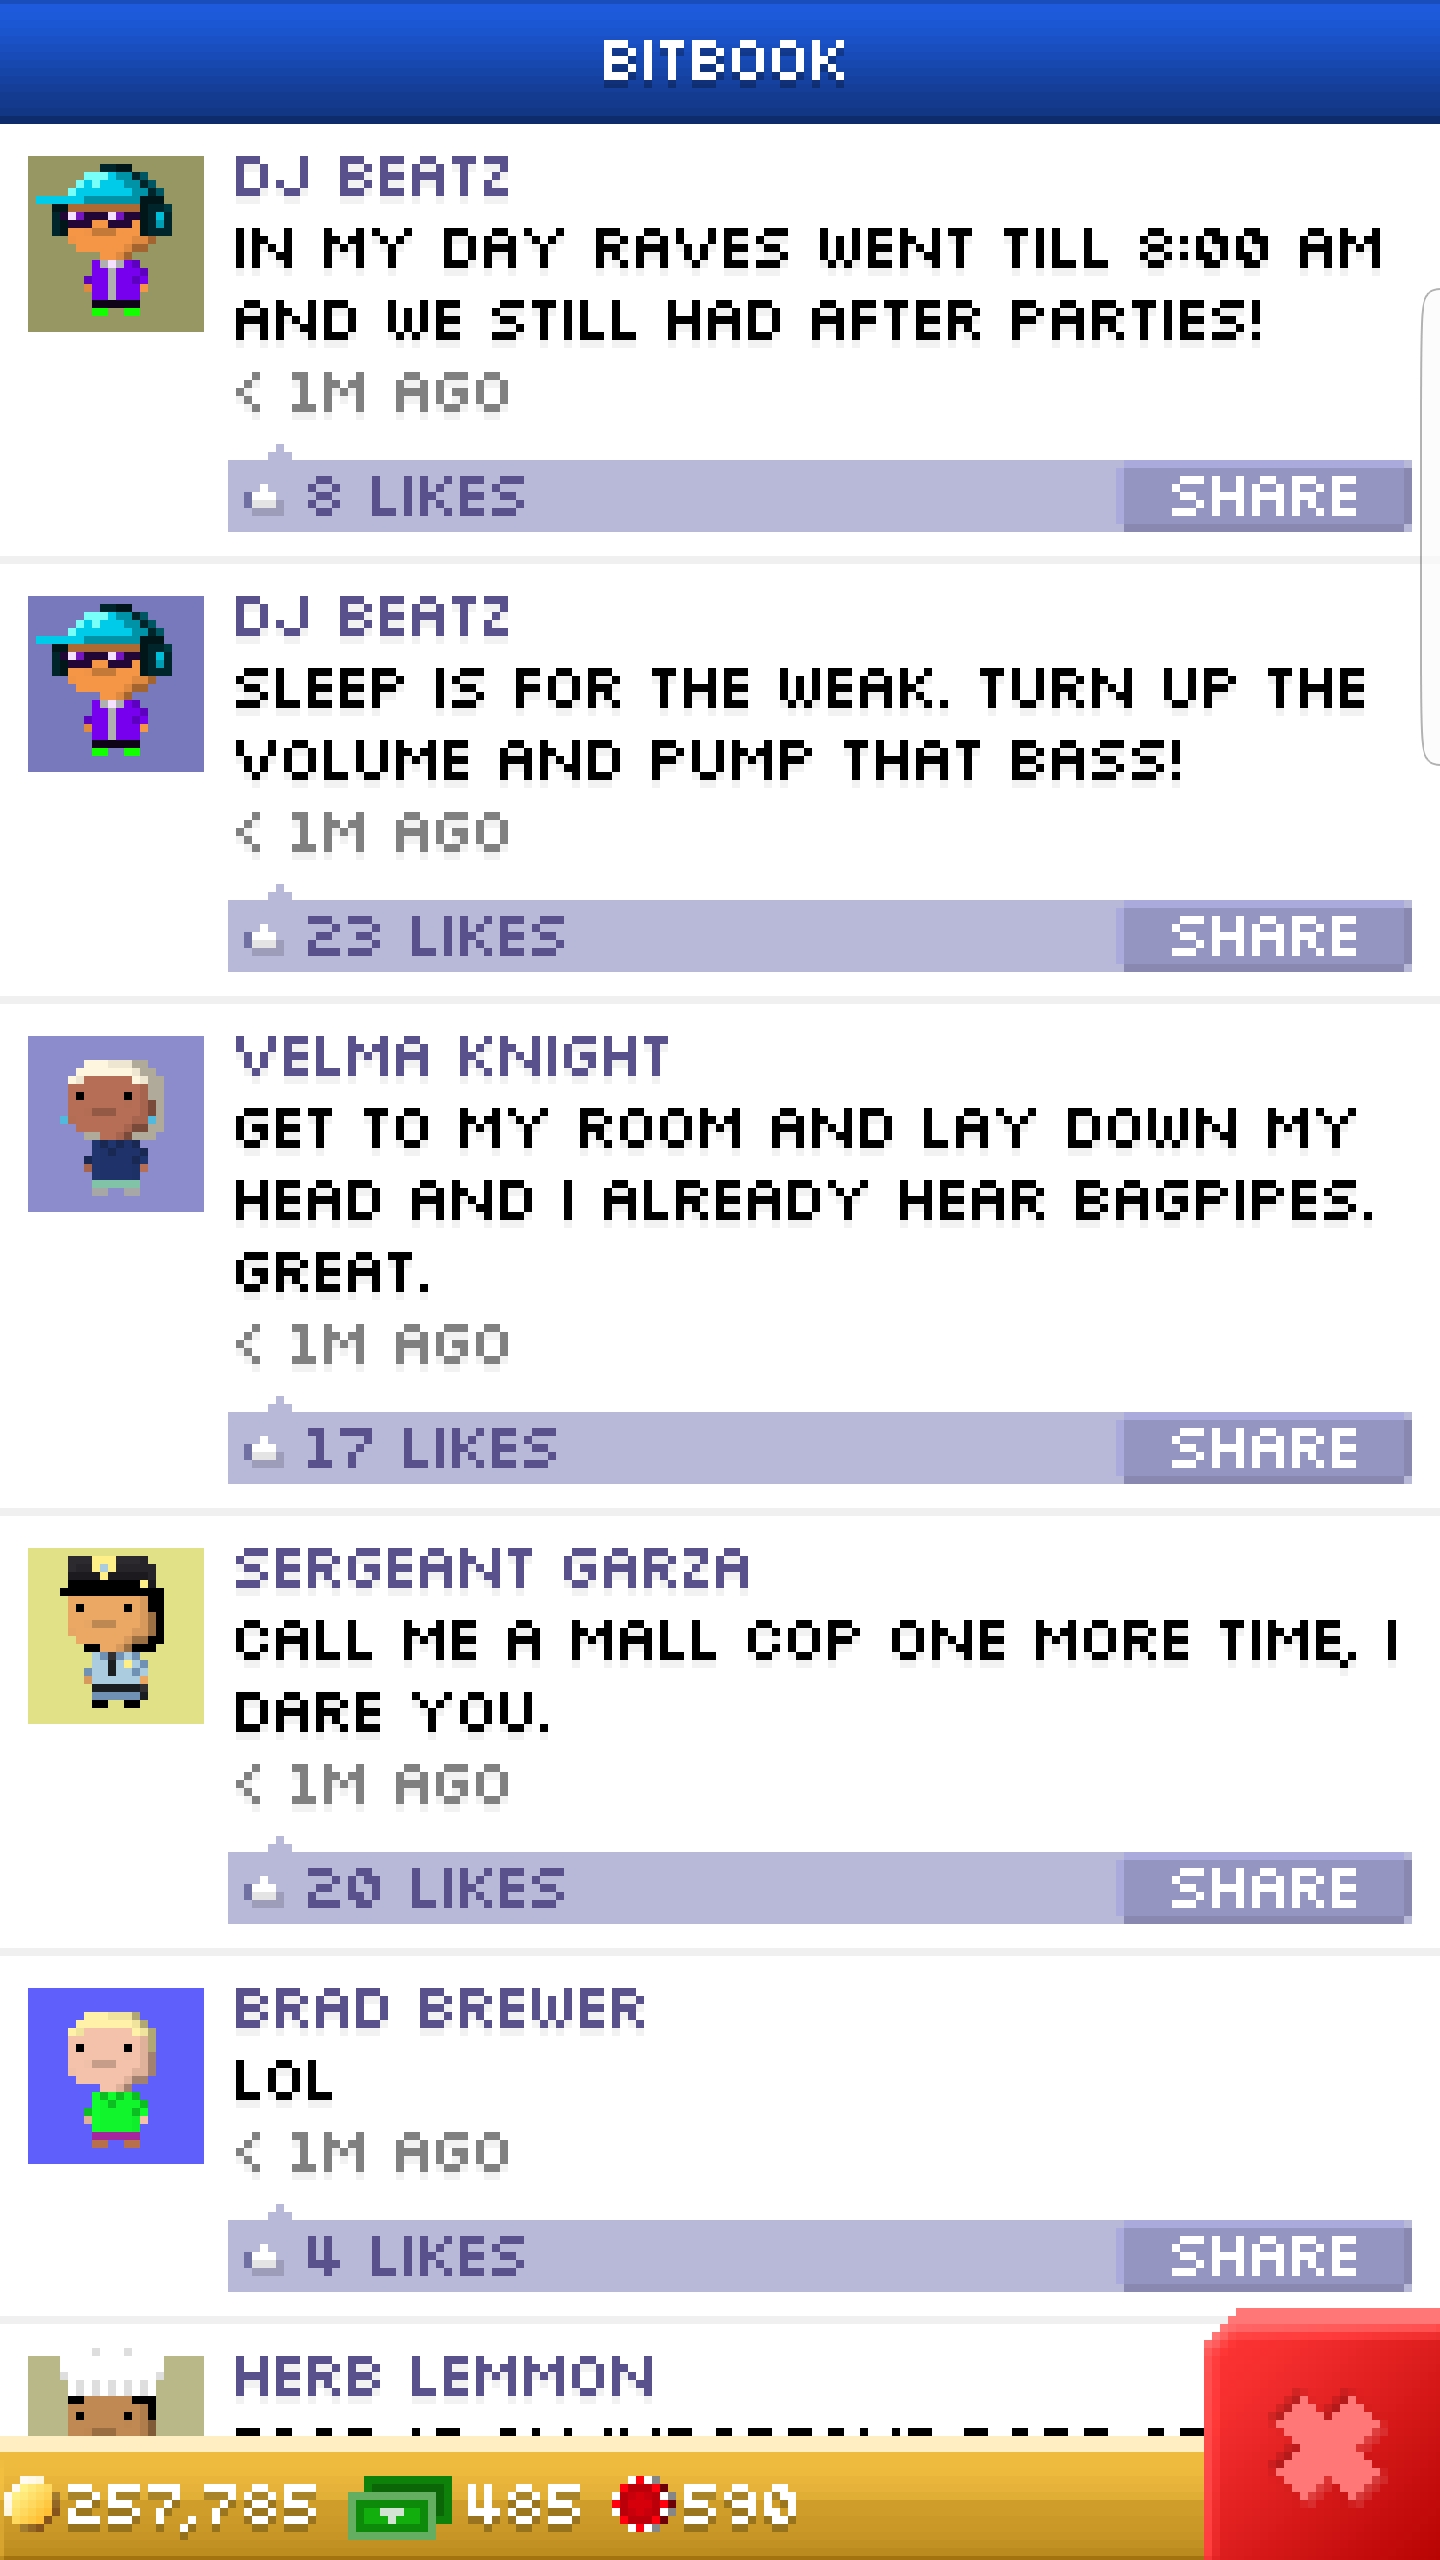 BITBOOK
DJ BEATZ
IN MY DAY RAVES WENT TILL 8:00 AM
AND WE STILL HAD AFTER PARTIES!
< 1M AGO
8 LIKES SHARE
DJ BEATZ
SLEEP IS FOR THE WEAK. TURN UP THE
VOLUME AND PUMP THAT BASS!
< 1M AGO
23 LIKES SHARE
VELMA KNIGHT
GET TO MY ROOM AND LAY DOWN MY
HEAD AND I ALREADY HEAR BAGPIPES.
GREAT.
< 1M AGO
17 LIKES SHARE
SERGEANT GARZA
CALL ME A MALL COP ONE MORE TIME, I
DARE YOU.
< 1M AGO
20 LIKES SHARE
BRAD BREWER
LOL
< 1M AGO
4 LIKES SHARE
HERB LEMMON
257,785 485 590